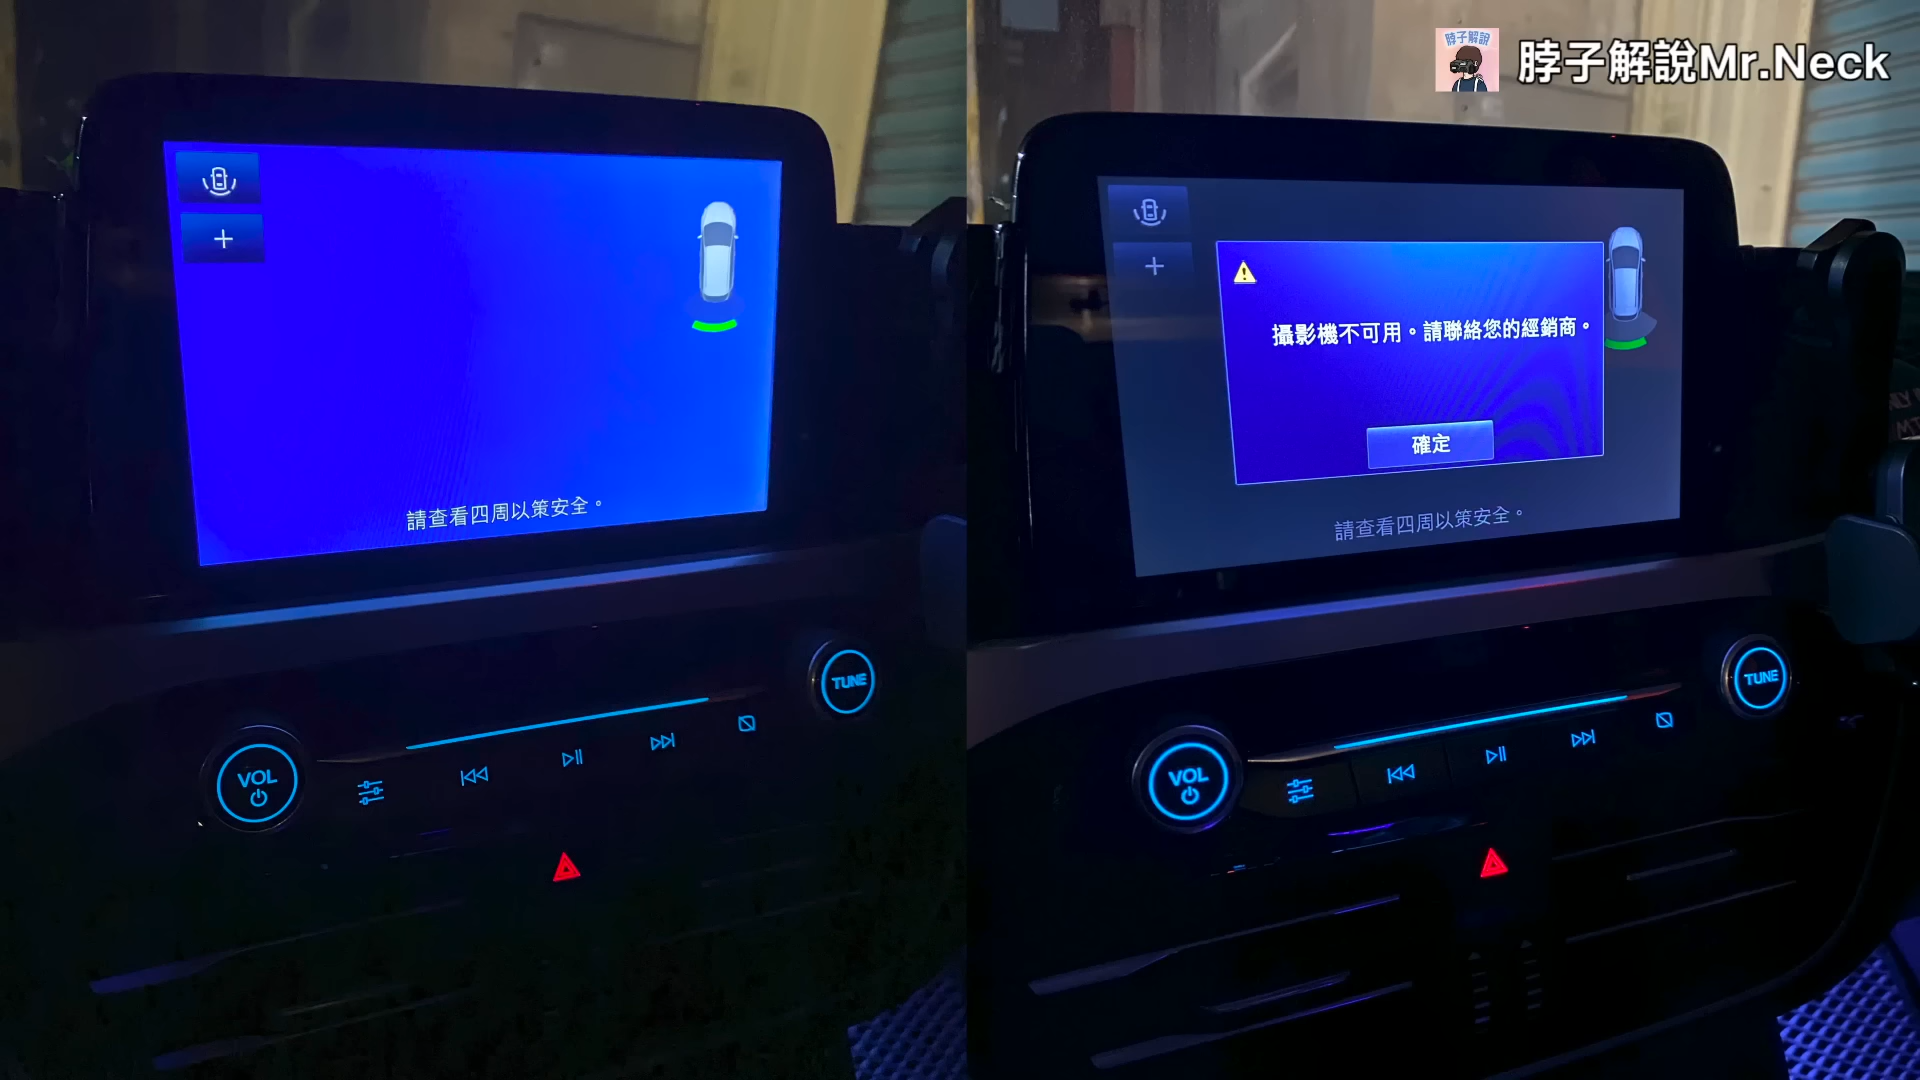 脖子解說
脖子解說Mr.Neck
請查看四周以策安全。
VOL
TUNE
攝影機不可用。請聯絡您的經銷商。
確定
請查看四周以策安全。
VOL
TUNE